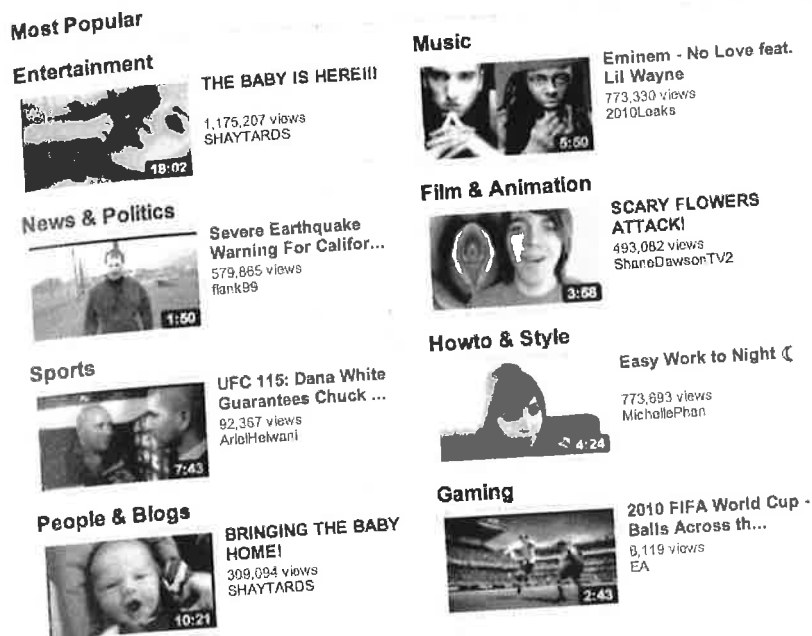 Most Popular
Entertainment
THE BABY IS HERE!!!
1,175,207 views
SHAYTARDS
18:02
News & Politics
Severe Earthquake
Warning For Califor...
579,865 views
flank99
1:50
Sports
UFC 115: Dana White
Guarantees Chuck ...
92,367 views
ArielHelwani
7:43
People & Blogs
BRINGING THE BABY
HOME!
309,094 views
SHAYTARDS
10:21
Music
Eminem - No Love feat.
Lil Wayne
773,330 views
2010Leaks
5:50
Film & Animation
SCARY FLOWERS
ATTACK!
493,082 views
ShaneDawsonTV2
3:58
Howto & Style
Easy Work to Night ☾
773,693 views
MichellePhan
4:24
Gaming
2010 FIFA World Cup -
Balls Across th...
6,119 views
EA
2:43